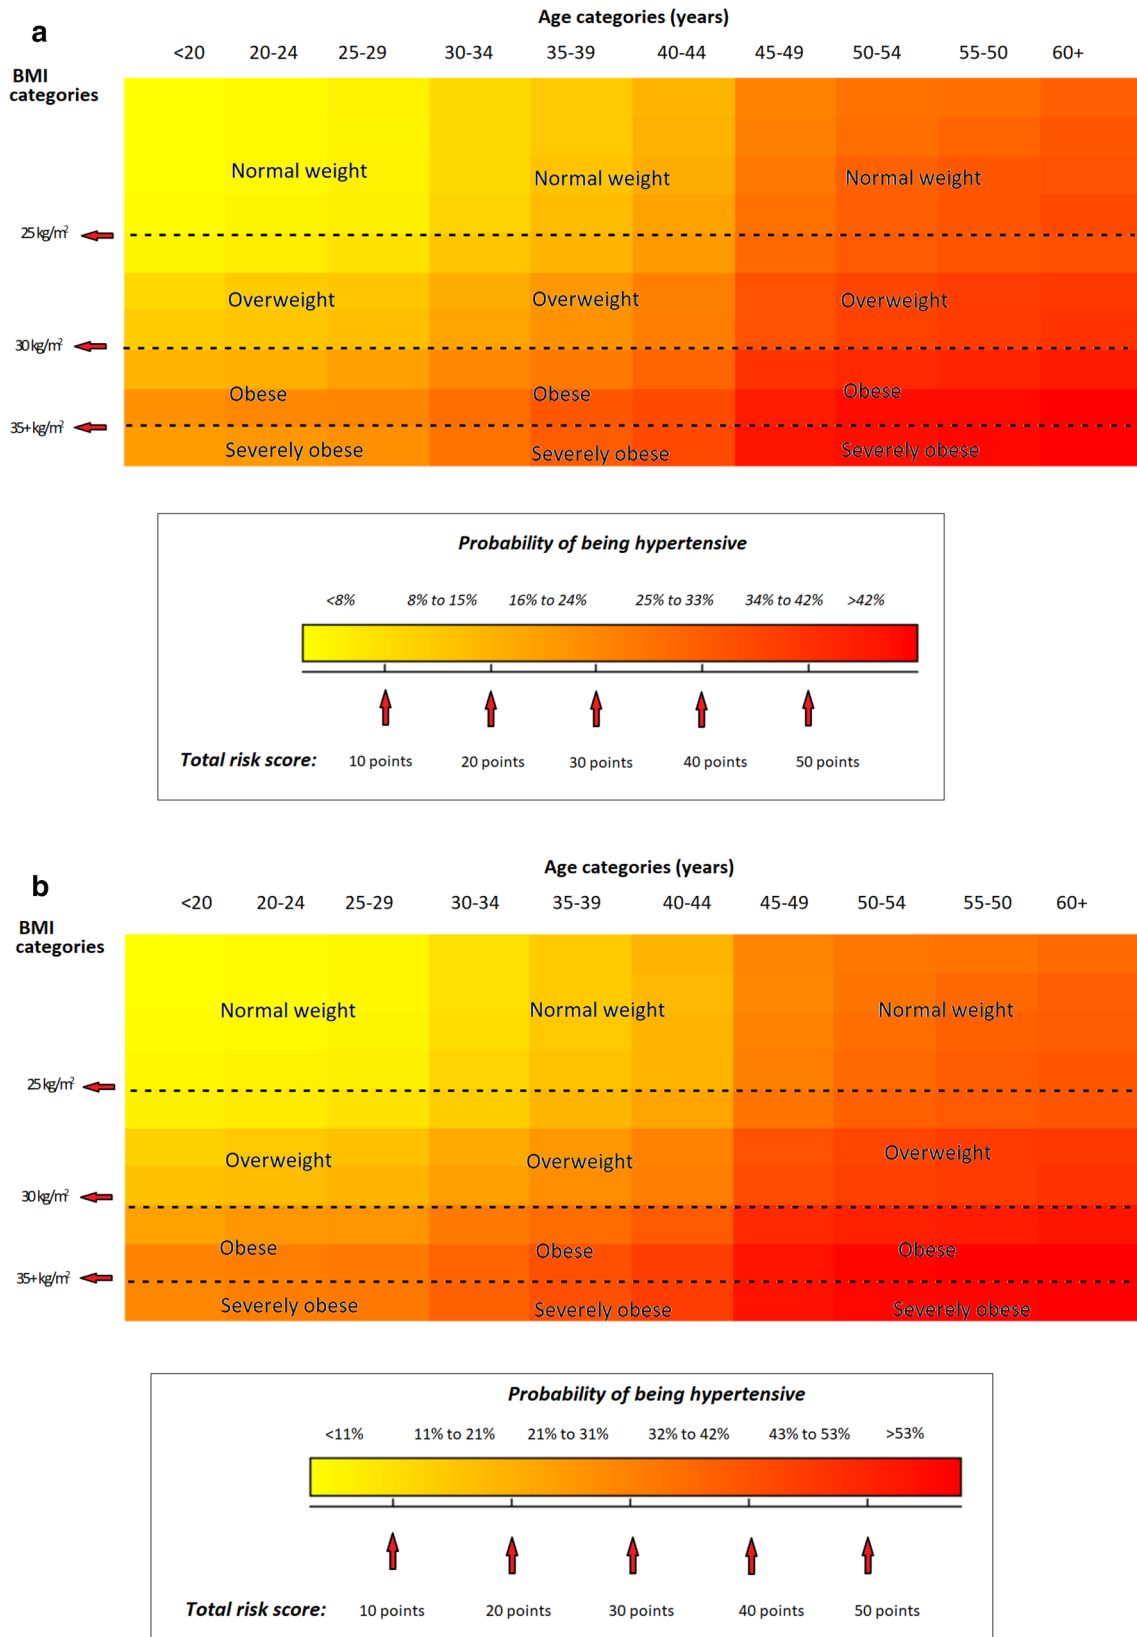 a
Age categories (years)
<20 20-24 25-29 30-34 35-39 40-44 45-49 50-54 55-50 60+
BMI
categories
Normal weight Normal weight Normal weight
25 kg/m²
Overweight Overweight Overweight
30 kg/m²
Obese Obese Obese
35+ kg/m²
Severely obese Severely obese Severely obese
Probability of being hypertensive
<8% 8% to 15% 16% to 24% 25% to 33% 34% to 42% >42%
Total risk score: 10 points 20 points 30 points 40 points 50 points
b
Age categories (years)
<20 20-24 25-29 30-34 35-39 40-44 45-49 50-54 55-50 60+
BMI
categories
Normal weight Normal weight Normal weight
25 kg/m²
Overweight Overweight Overweight
30 kg/m²
Obese Obese Obese
35+ kg/m²
Severely obese Severely obese Severely obese
Probability of being hypertensive
<11% 11% to 21% 21% to 31% 32% to 42% 43% to 53% >53%
Total risk score: 10 points 20 points 30 points 40 points 50 points